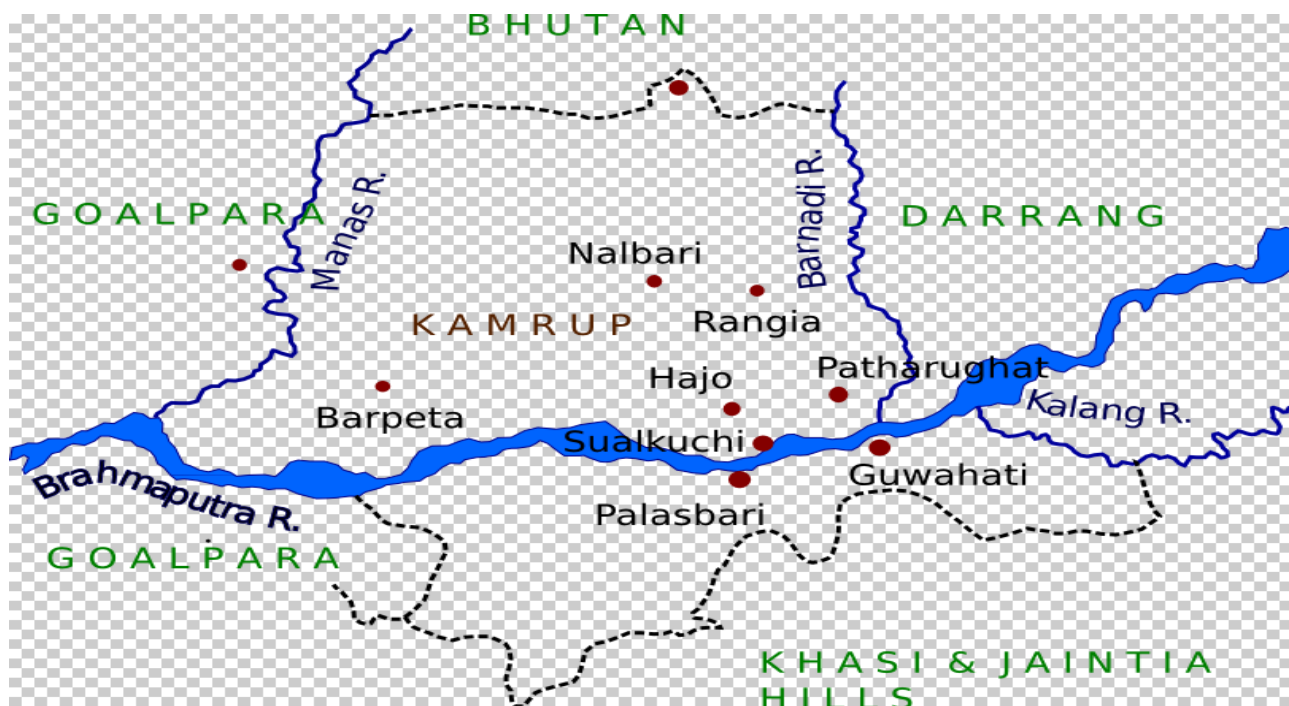 BHUTAN
GOALPARA
Manas R.
Barnadi R.
DARRANG
Nalbari
KAMRUP
Rangia
Patharughat
Hajo
Kalang R.
Barpeta
Sualkuchi
Brahmaputra R.
Guwahati
Palasbari
GOALPARA
KHASI & JAINTIA
HILLS